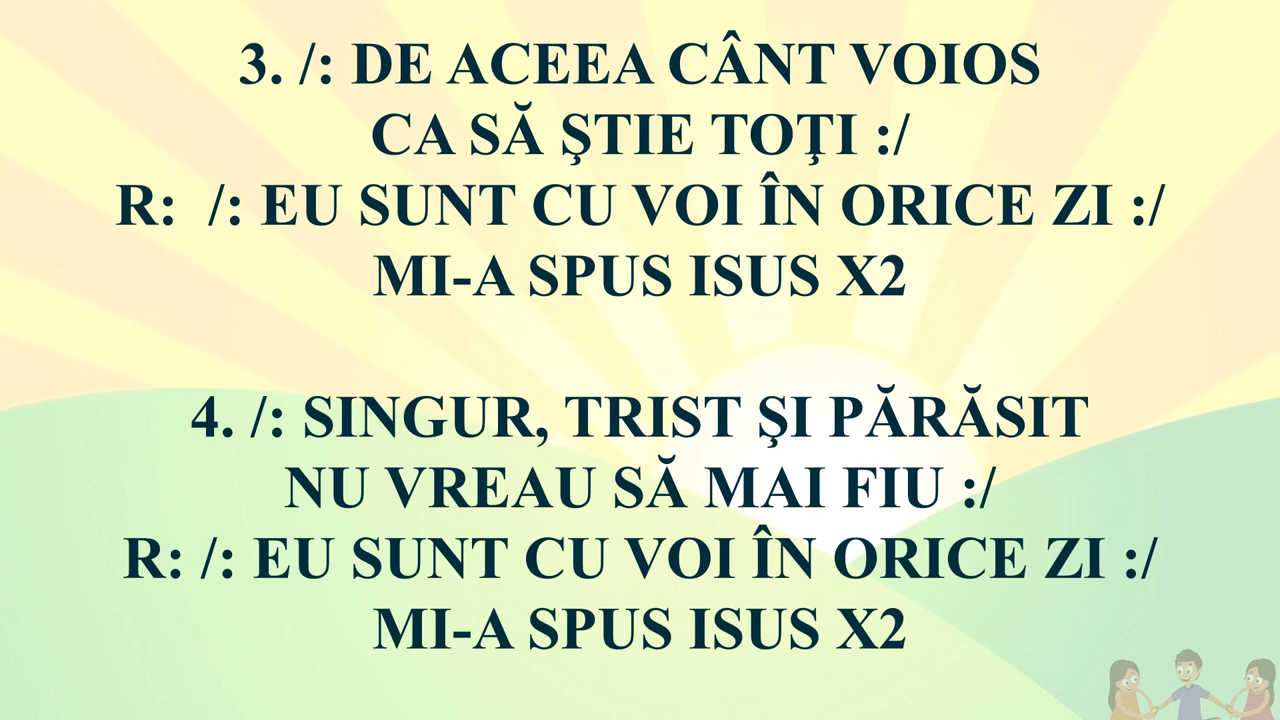 3. /: DE ACEEA CÂNT VOIOS
CA SĂ ŞTIE TOŢI :/
R:  /: EU SUNT CU VOI ÎN ORICE ZI :/
MI-A SPUS ISUS X2
4. /: SINGUR, TRIST ŞI PĂRĂSIT
NU VREAU SĂ MAI FIU :/
R: /: EU SUNT CU VOI ÎN ORICE ZI :/
MI-A SPUS ISUS X2